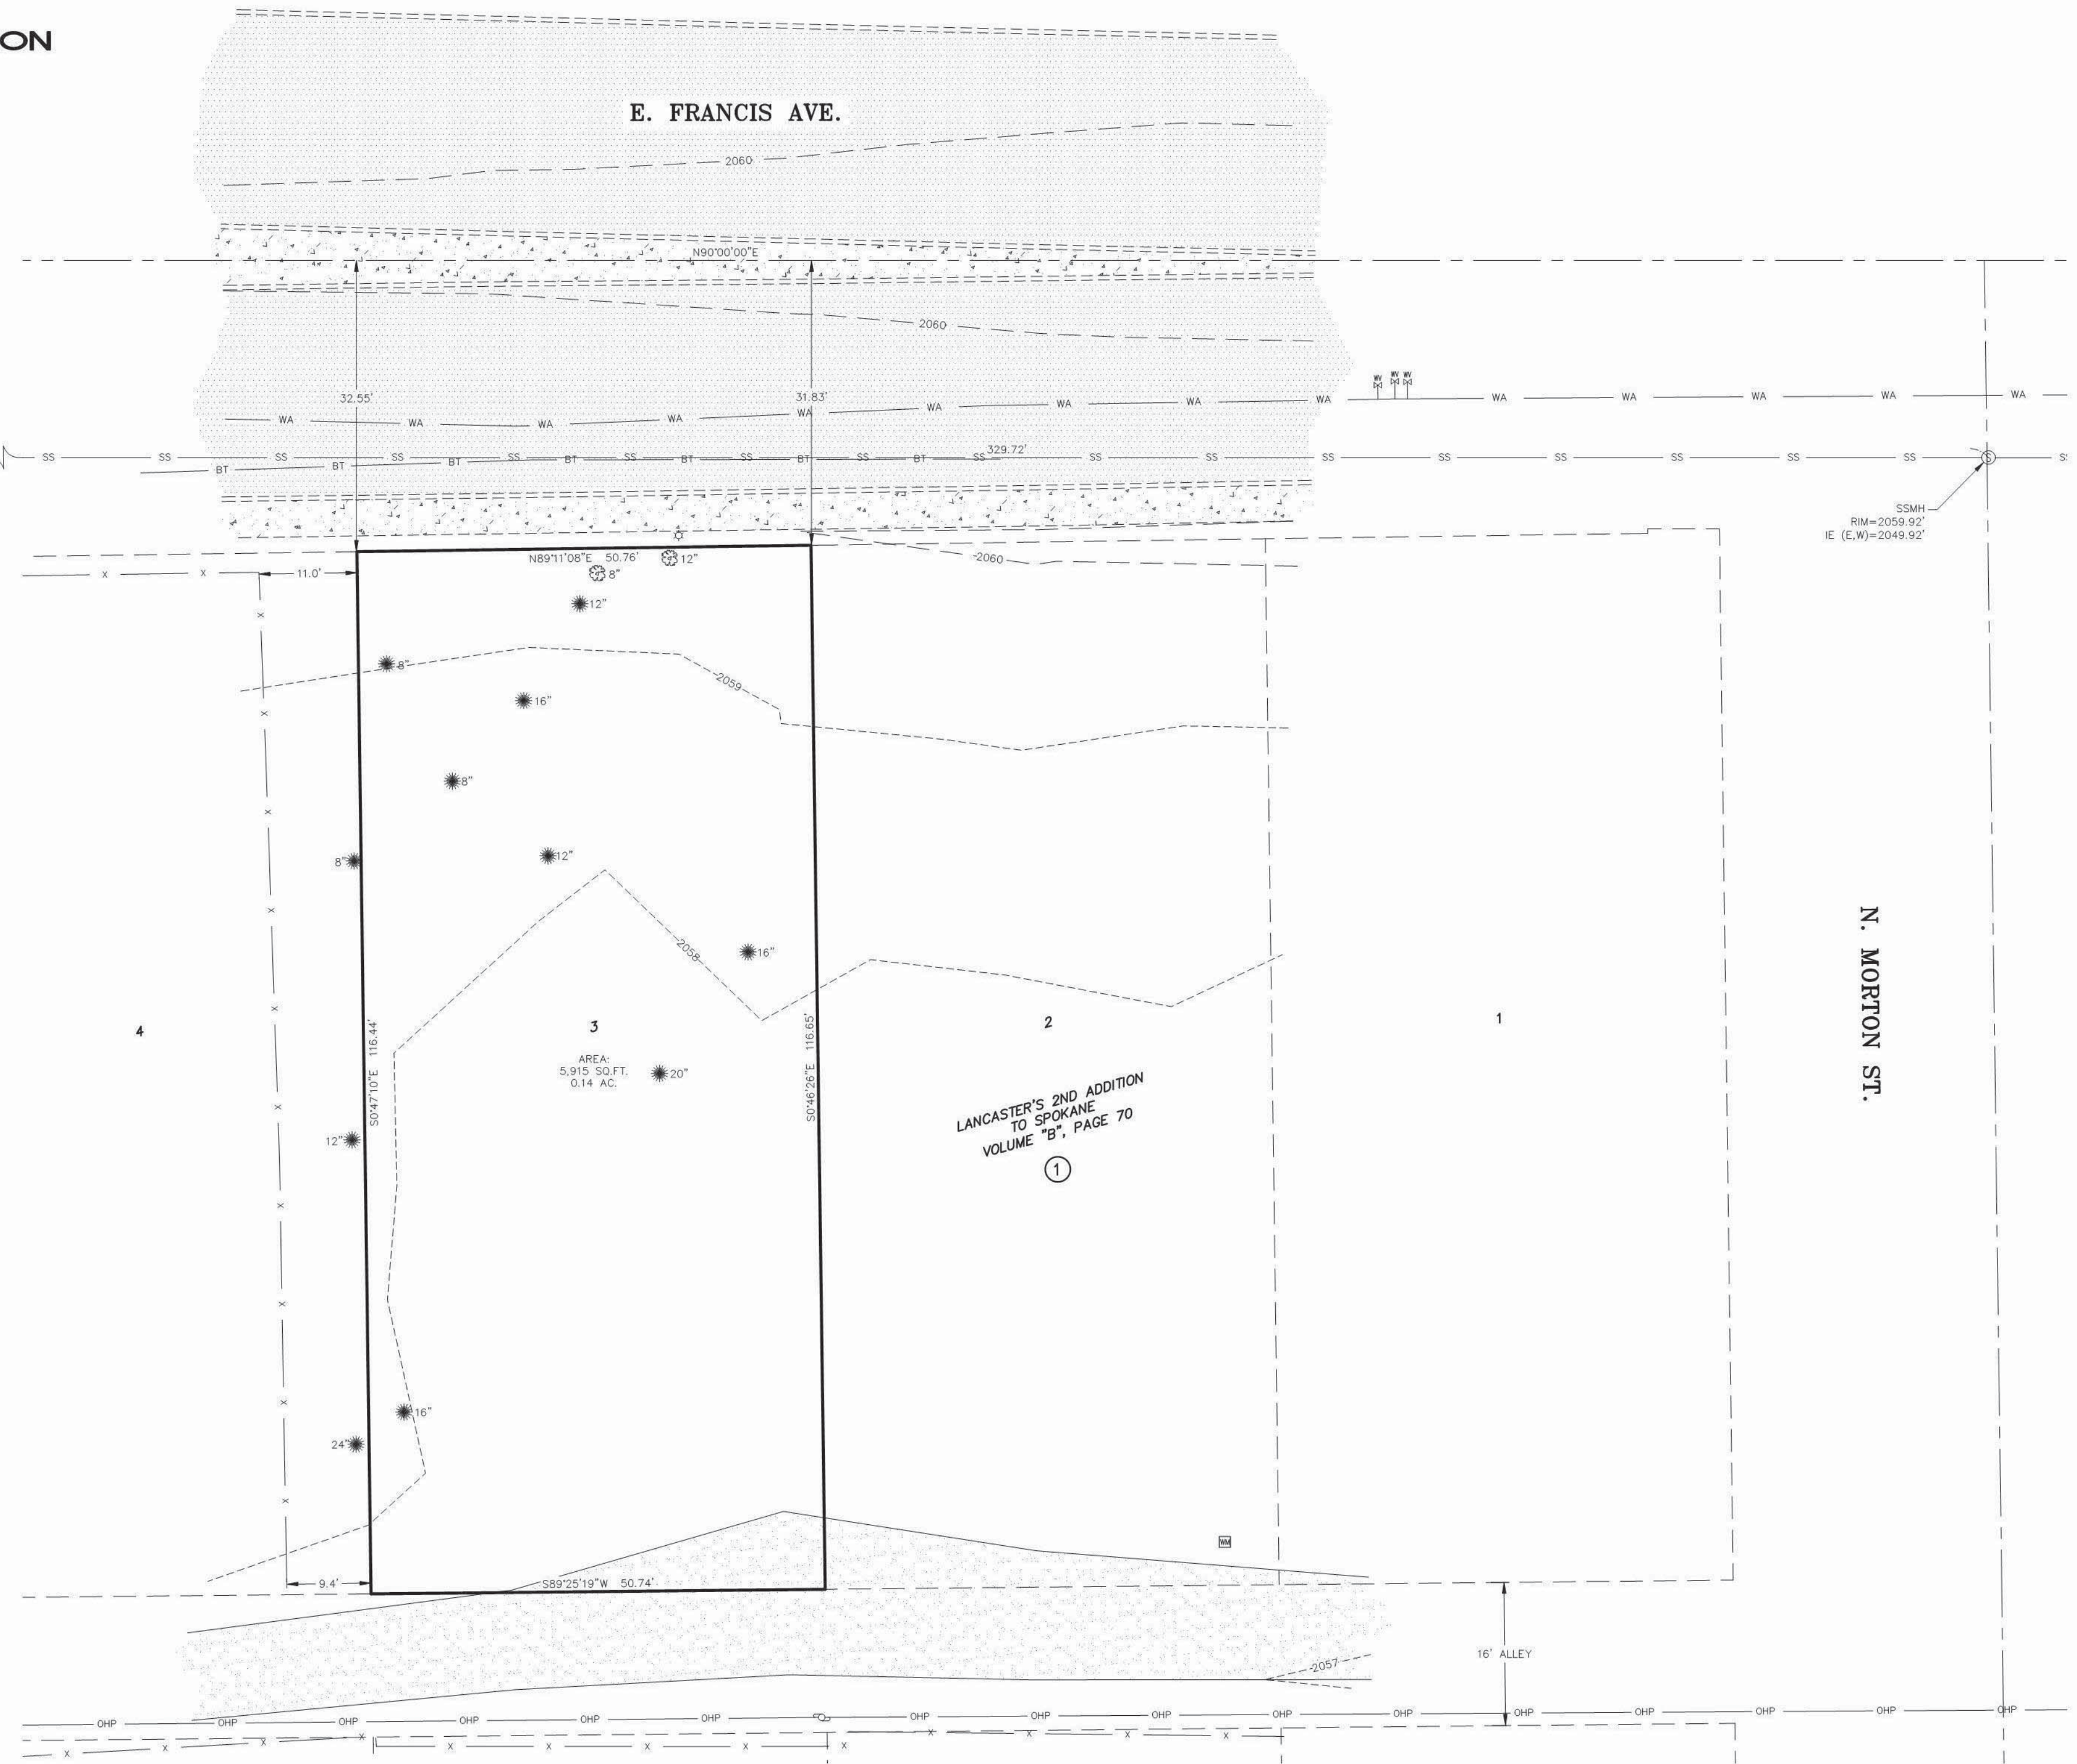 ON
E. FRANCIS AVE.
2060
N90°00'00"E
2060
WV WV WV
32.55'
31.83'
WA WA WA WA WA WA WA WA WA WA WA WA WA WA
329.72'
SS SS SS SS SS SS SS SS SS SS SS SS SS SS SS SS SS
BT BT BT BT BT BT BT
S
SSMH
RIM=2059.92'
IE (E,W)=2049.92'
N89°11'08"E 50.76'
12"
2060
X X
11.0'
8"
12"
8"
2059
16"
8"
8"
12"
N. MORTON ST.
2058
16"
4
3
2
1
S0°47'10"E 116.44'
S0°46'26"E 116.65'
AREA:
5,915 SQ.FT.
0.14 AC.
20"
LANCASTER'S 2ND ADDITION
TO SPOKANE
VOLUME "B", PAGE 70
1
12"
16"
24"
WM
9.4'
S89°25'19"W 50.74'
16' ALLEY
2057
OHP OHP OHP OHP OHP OHP OHP OHP OHP OHP OHP OHP OHP OHP OHP OHP
X X X X X X X X X X X X X